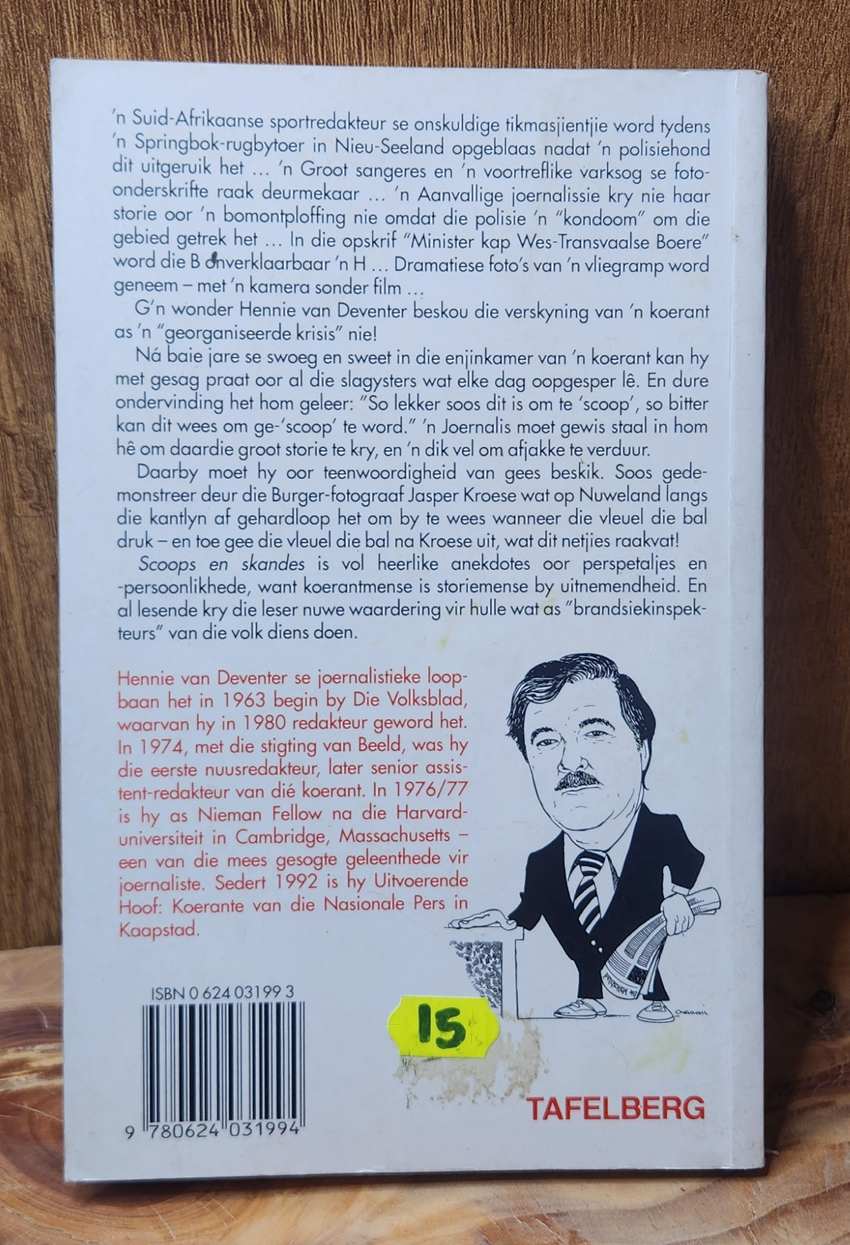 'n Suid-Afrikaanse sportredakteur se onskuldige tikmasjientjie word tydens
'n Springbok-rugbytoer in Nieu-Seeland opgeblaas nadat 'n polisiehond
dit uitgeruik het ... 'n Groot sangeres en 'n voortreflike varksog se foto-
onderskrifte raak deurmekaar ... 'n Aanvallige joernalissie kry nie haar
storie oor 'n bomontploffing nie omdat die polisie 'n "kondoom" om die
gebied getrek het ... In die opskrif "Minister kap Wes-Transvaalse Boere"
word die B onverklaarbaar 'n H ... Dramatiese foto's van 'n vliegramp word
geneem – met 'n kamera sonder film ...
G'n wonder Hennie van Deventer beskou die verskyning van 'n koerant
as 'n "georganiseerde krisis" nie!
Ná baie jare se swoeg en sweet in die enjinkamer van 'n koerant kan hy
met gesag praat oor al die slagysters wat elke dag oopgesper lê. En dure
ondervinding het hom geleer: "So lekker soos dit is om te 'scoop', so bitter
kan dit wees om ge-'scoop' te word." 'n Joernalis moet gewis staal in hom
hê om daardie groot storie te kry, en 'n dik vel om afjakke te verduur.
Daarby moet hy oor teenwoordigheid van gees beskik. Soos gede-
monstreer deur die Burger-fotograaf Jasper Kroese wat op Nuweland langs
die kantlyn af gehardloop het om by te wees wanneer die vleuel die bal
druk – en toe gee die vleuel die bal na Kroese uit, wat dit netjies raakvat!
Scoops en skandes is vol heerlike anekdotes oor perspetaljes en
-persoonlikhede, want koerantmense is storiemense by uitnemendheid. En
al lesende kry die leser nuwe waardering vir hulle wat as "brandsiekinspek-
teurs" van die volk diens doen.
Hennie van Deventer se joernalistieke loop-
baan het in 1963 begin by Die Volksblad,
waarvan hy in 1980 redakteur geword het.
In 1974, met die stigting van Beeld, was hy
die eerste nuusredakteur, later senior assis-
tent-redakteur van dié koerant. In 1976/77
is hy as Nieman Fellow na die Harvard-
universiteit in Cambridge, Massachusetts –
een van die mees gesogte geleenthede vir
joernaliste. Sedert 1992 is hy Uitvoerende
Hoof: Koerante van die Nasionale Pers in
Kaapstad.
ISBN 0 624 03199 3
9 780624 031994
15
TAFELBERG